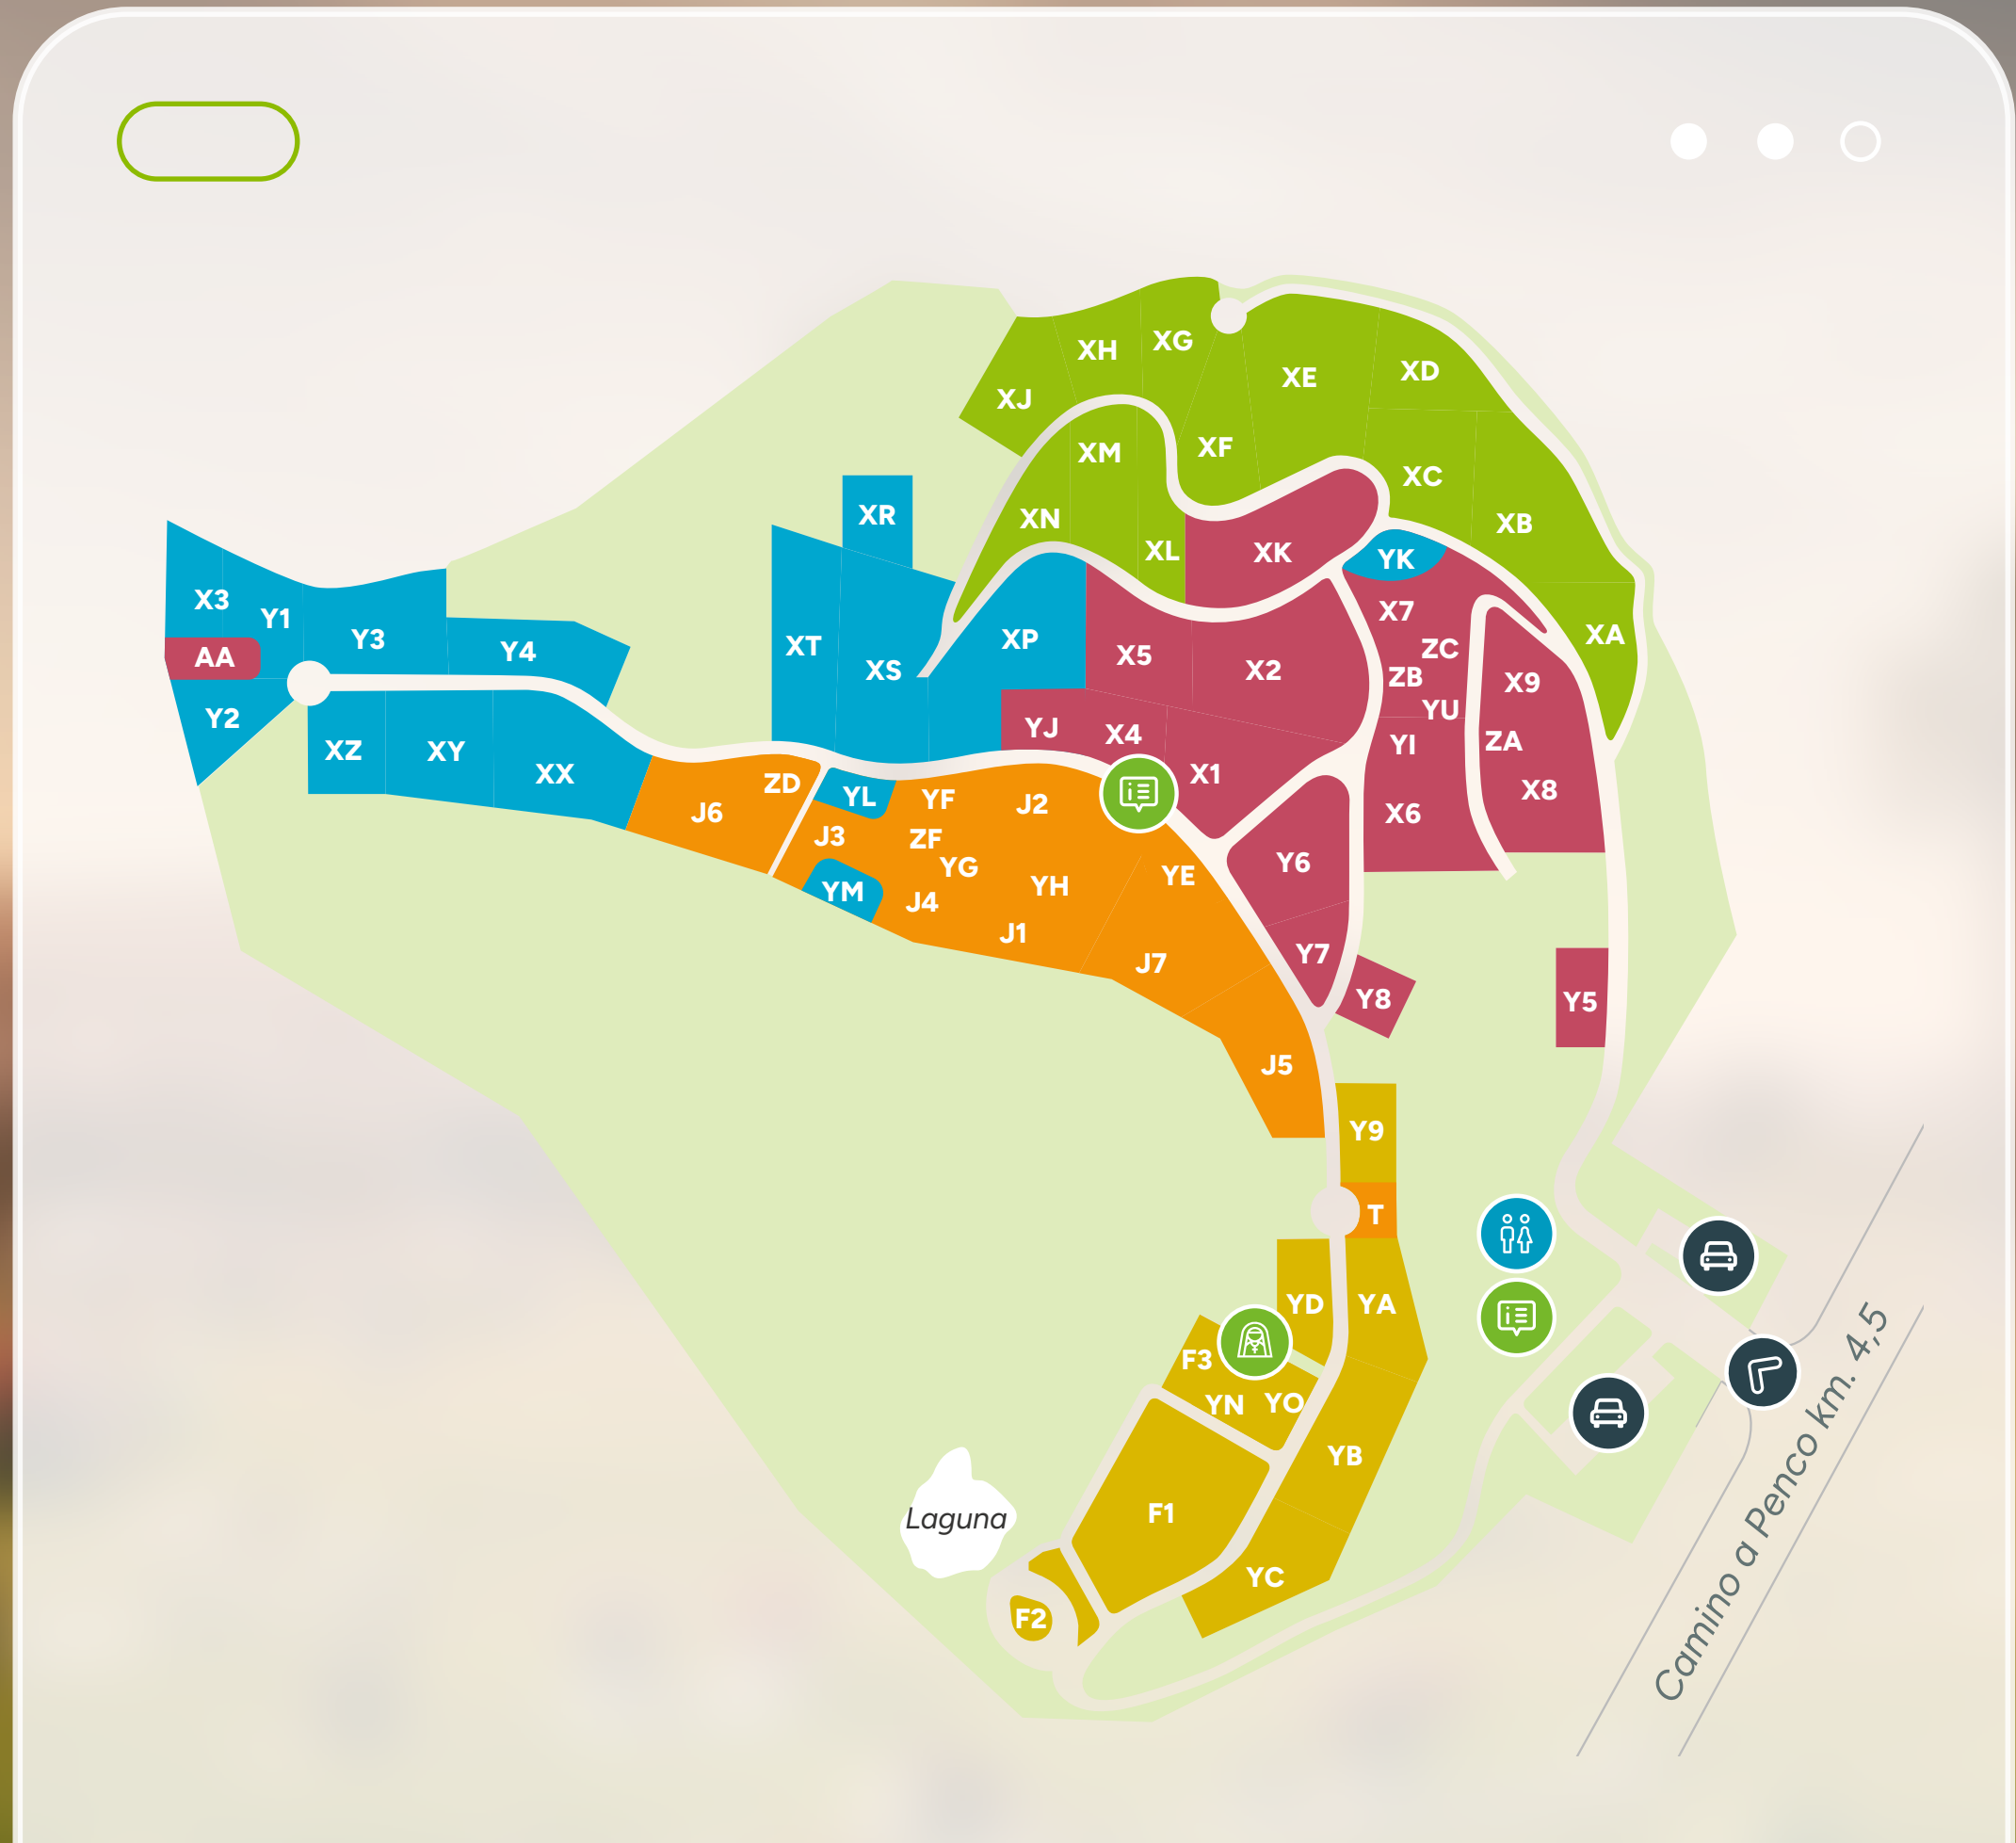 XH
XG
XE
XD
XJ
XM
XF
XC
XR
XN
XL
XK
XB
YK
X3
Y1
AA
Y3
Y4
X7
XA
XT
XS
XP
X5
X2
ZC
ZB
X9
Y2
YU
YJ
X4
YI
ZA
XZ
XY
XX
X1
ZD
YL
YF
J2
X8
J6
J3
ZF
X6
YG
YM
YH
YE
Y6
J4
J1
J7
Y7
Y8
Y5
J5
Y9
T
YD
YA
F3
YN
YO
YB
F1
Laguna
YC
F2
Camino a Penco km. 4,5